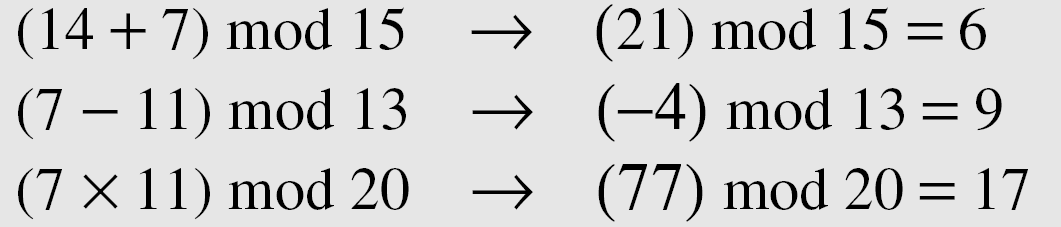 (14 + 7) mod 15 → (21) mod 15 = 6
(7 − 11) mod 13 → (−4) mod 13 = 9
(7 × 11) mod 20 → (77) mod 20 = 17